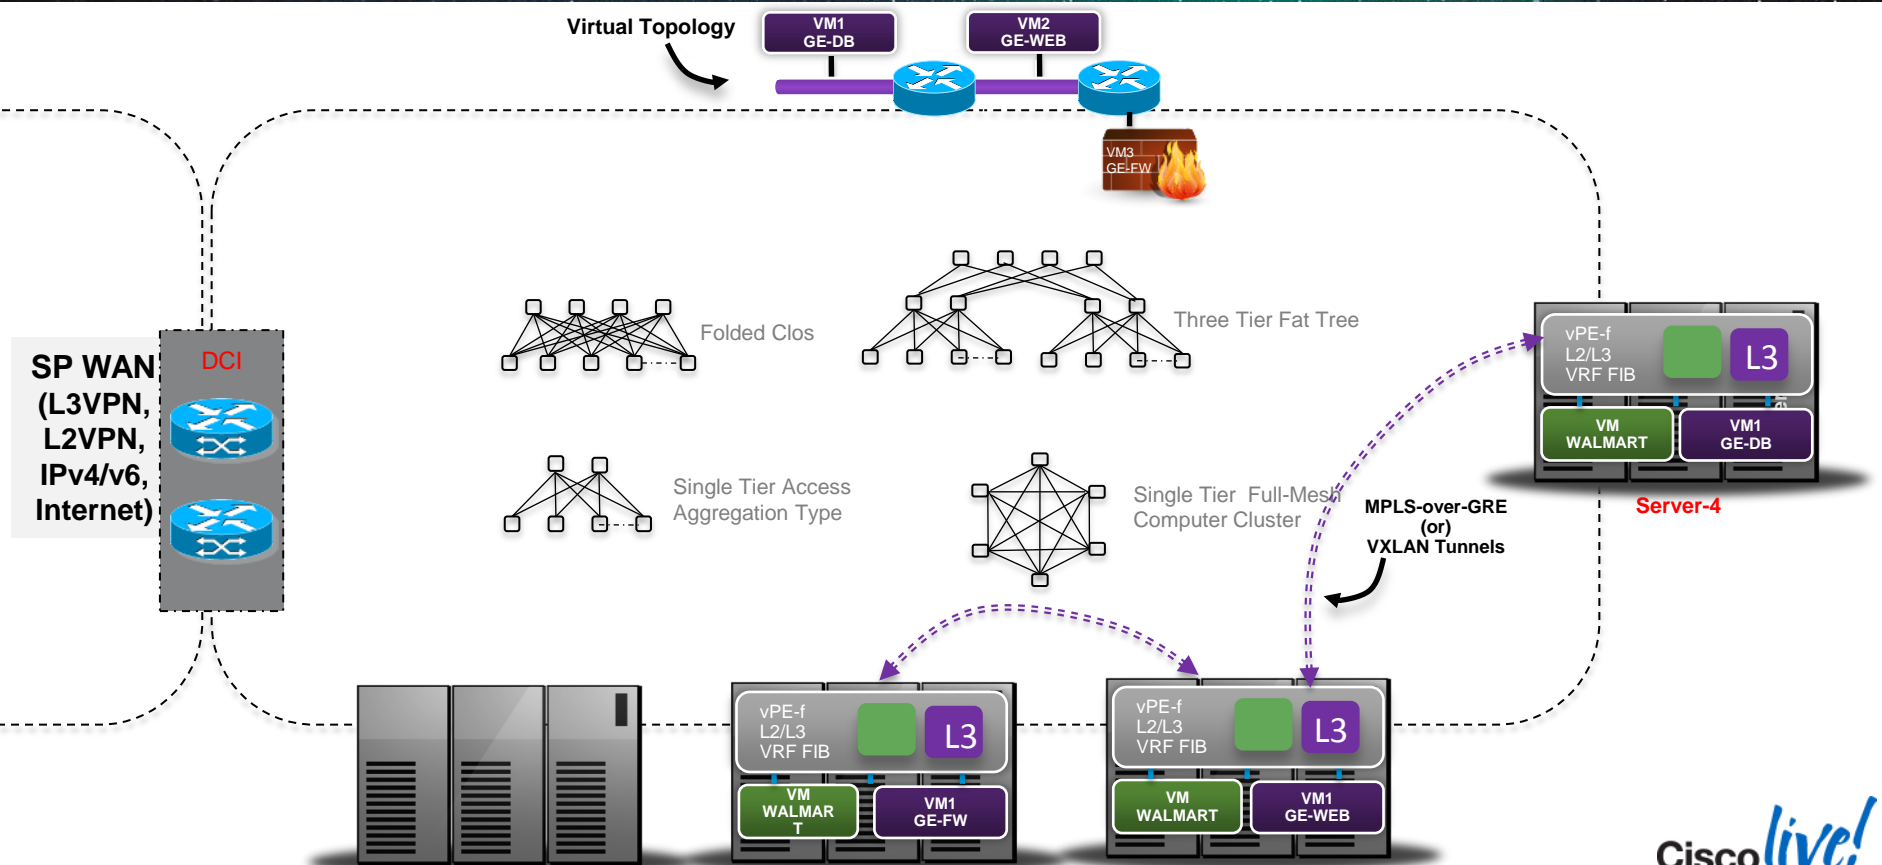 Virtual Topology
VM1
GE-DB
VM2
GE-WEB
VM3
GE-FW
Folded Clos
Three Tier Fat Tree
SP WAN
(L3VPN,
L2VPN,
IPv4/v6,
Internet)
DCI
Single Tier Access
Aggregation Type
Single Tier Full-Mesh
Computer Cluster
MPLS-over-GRE
(or)
VXLAN Tunnels
vPE-f
L2/L3
VRF FIB
L3
VM
WALMART
VM1
GE-DB
Server-4
vPE-f
L2/L3
VRF FIB
L3
VM
WALMAR
T
VM1
GE-FW
vPE-f
L2/L3
VRF FIB
L3
VM
WALMART
VM1
GE-WEB
Cisco live!